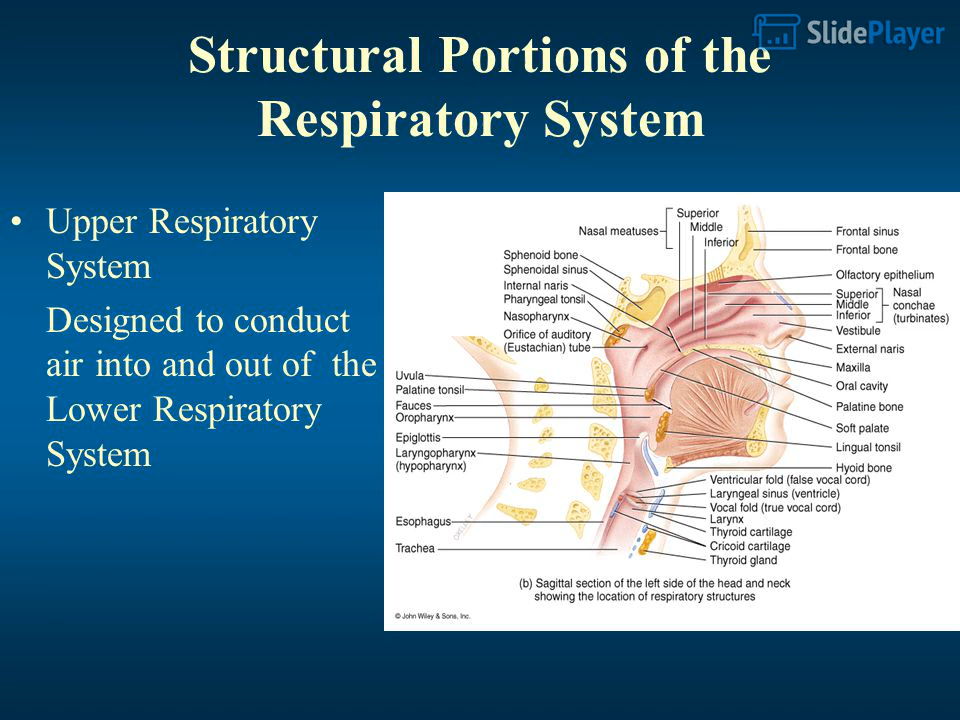 SlidePlayer
Structural Portions of the
Respiratory System
• Upper Respiratory
System
Designed to conduct
air into and out of the
Lower Respiratory
System
Nasal meatuses:
Superior
Middle
Inferior
Sphenoid bone
Sphenoidal sinus
Internal naris
Pharyngeal tonsil
Nasopharynx
Orifice of auditory
(Eustachian) tube
Uvula
Palatine tonsil
Fauces
Oropharynx
Epiglottis
Laryngopharynx
(hypopharynx)
Esophagus
Trachea
Frontal sinus
Frontal bone
Olfactory epithelium
Superior
Middle
Inferior
Nasal
conchae
(turbinates)
Vestibule
External naris
Maxilla
Oral cavity
Palatine bone
Soft palate
Lingual tonsil
Hyoid bone
Ventricular fold (false vocal cord)
Laryngeal sinus (ventricle)
Vocal fold (true vocal cord)
Larynx
Thyroid cartilage
Cricoid cartilage
Thyroid gland
(b) Sagittal section of the left side of the head and neck
showing the location of respiratory structures
© John Wiley & Sons, Inc.